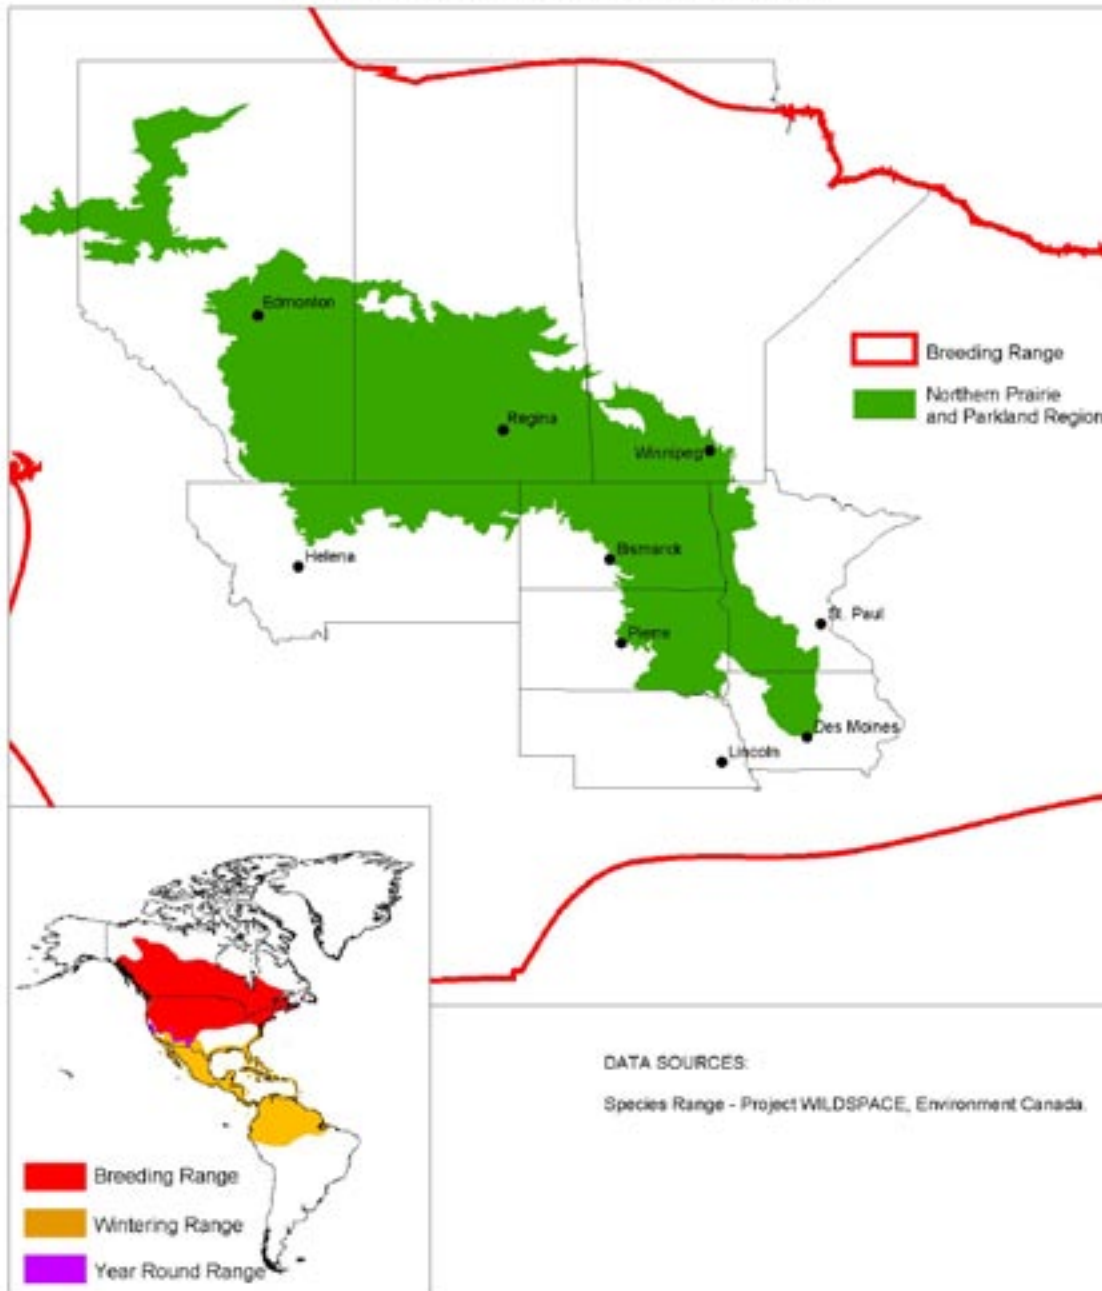 Edmonton
Regina
Winnipeg
Helena
Bismarck
Pierre
St. Paul
Des Moines
Lincoln
Breeding Range
Northern Prairie
and Parkland Region
DATA SOURCES:
Species Range - Project WILDSPACE, Environment Canada.
Breeding Range
Wintering Range
Year Round Range